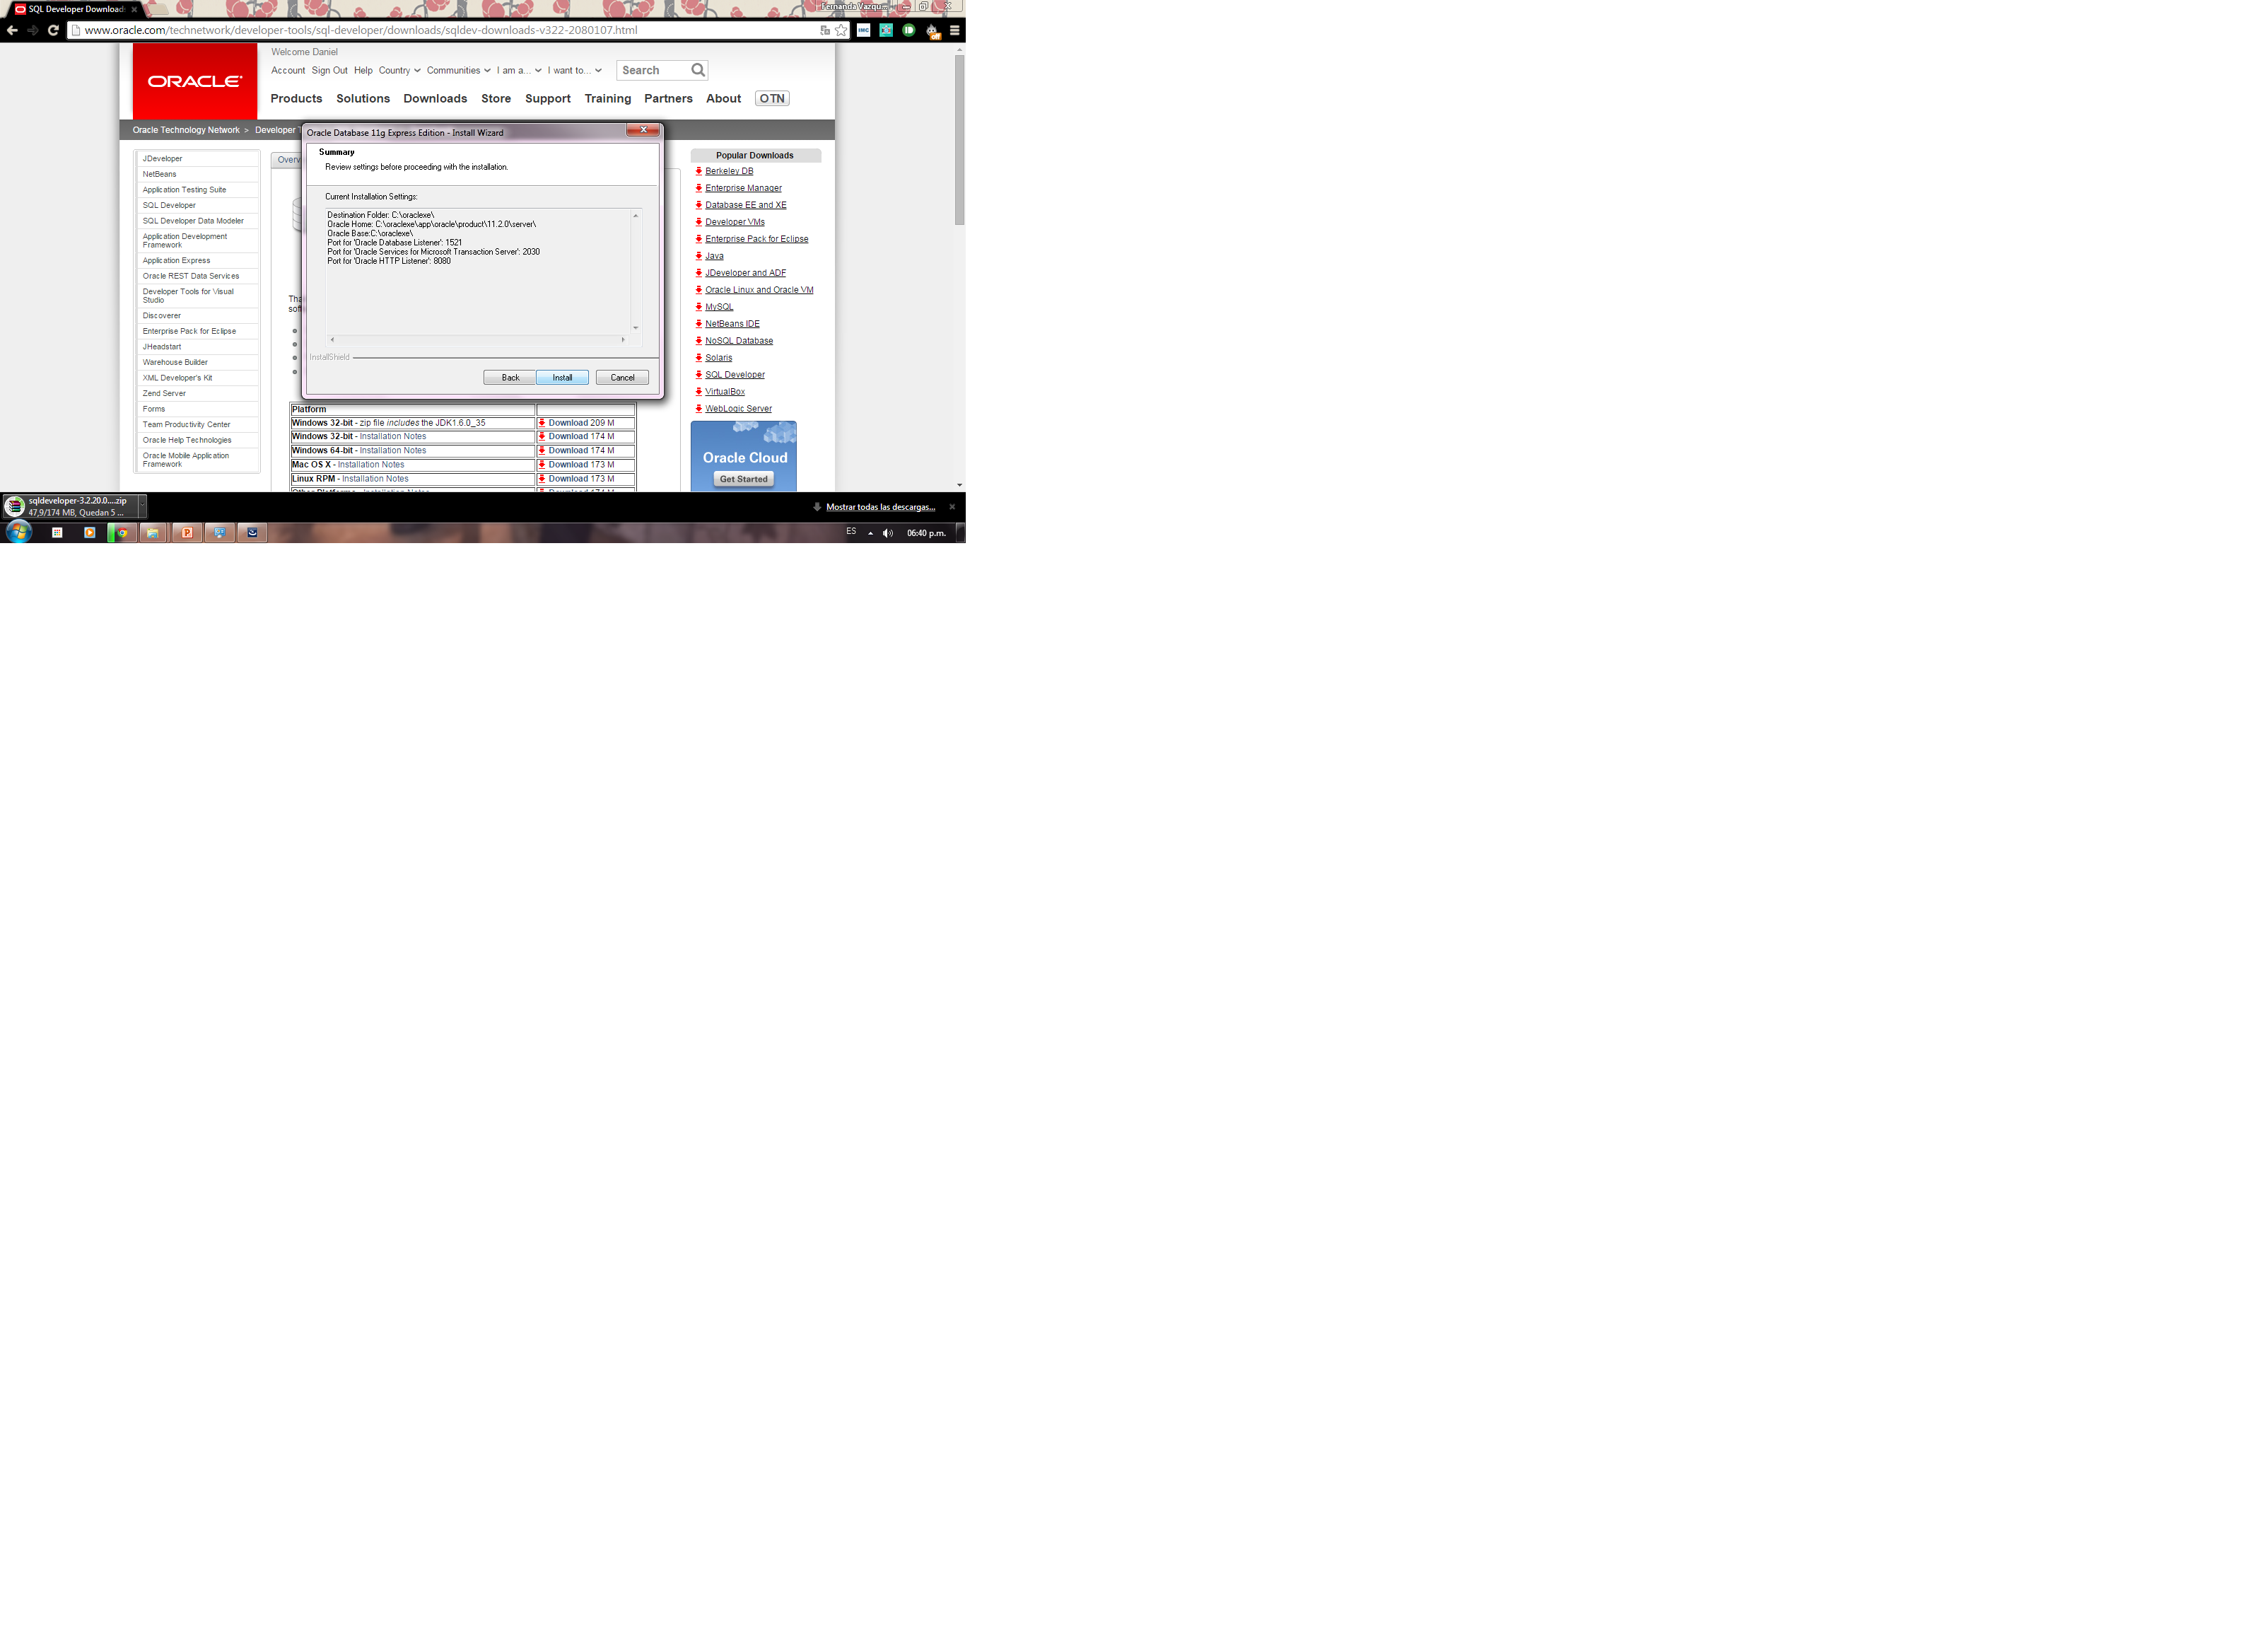 SQL Developer Download
Fernanda Vazqu...
www.oracle.com/technetwork/developer-tools/sql-developer/downloads/sqldev-downloads-v322-2080107.html
IMC
off
ORACLE
Welcome Daniel
Account Sign Out Help Country Communities I am a... I want to... Search
Products Solutions Downloads Store Support Training Partners About OTN
Oracle Technology Network > Developer T
JDeveloper
NetBeans
Application Testing Suite
SQL Developer
SQL Developer Data Modeler
Application Development
Framework
Application Express
Oracle REST Data Services
Developer Tools for Visual
Studio
Discoverer
Enterprise Pack for Eclipse
JHeadstart
Warehouse Builder
XML Developer's Kit
Zend Server
Forms
Team Productivity Center
Oracle Help Technologies
Oracle Mobile Application
Framework
Overv
Tha
soft
Oracle Database 11g Express Edition - Install Wizard
Summary
Review settings before proceeding with the installation.
Current Installation Settings:
Destination Folder: C:\oraclexe\
Oracle Home: C:\oraclexe\app\oracle\product\11.2.0\server\
Oracle Base:C:\oraclexe\
Port for 'Oracle Database Listener': 1521
Port for 'Oracle Services for Microsoft Transaction Server': 2030
Port for 'Oracle HTTP Listener': 8080
InstallShield
Back Install Cancel
Platform
Windows 32-bit - zip file includes the JDK1.6.0_35 Download 209 M
Windows 32-bit - Installation Notes Download 174 M
Windows 64-bit - Installation Notes Download 174 M
Mac OS X - Installation Notes Download 173 M
Linux RPM - Installation Notes Download 173 M
Other Platforms - Installation Notes Download 174 M
Popular Downloads
Berkeley DB
Enterprise Manager
Database EE and XE
Developer VMs
Enterprise Pack for Eclipse
Java
JDeveloper and ADF
Oracle Linux and Oracle VM
MySQL
NetBeans IDE
NoSQL Database
Solaris
SQL Developer
VirtualBox
WebLogic Server
Oracle Cloud
Get Started
sqldeveloper-3.2.20.0....zip
47,9/174 MB, Quedan 5 ...
Mostrar todas las descargas...
ES
06:40 p.m.